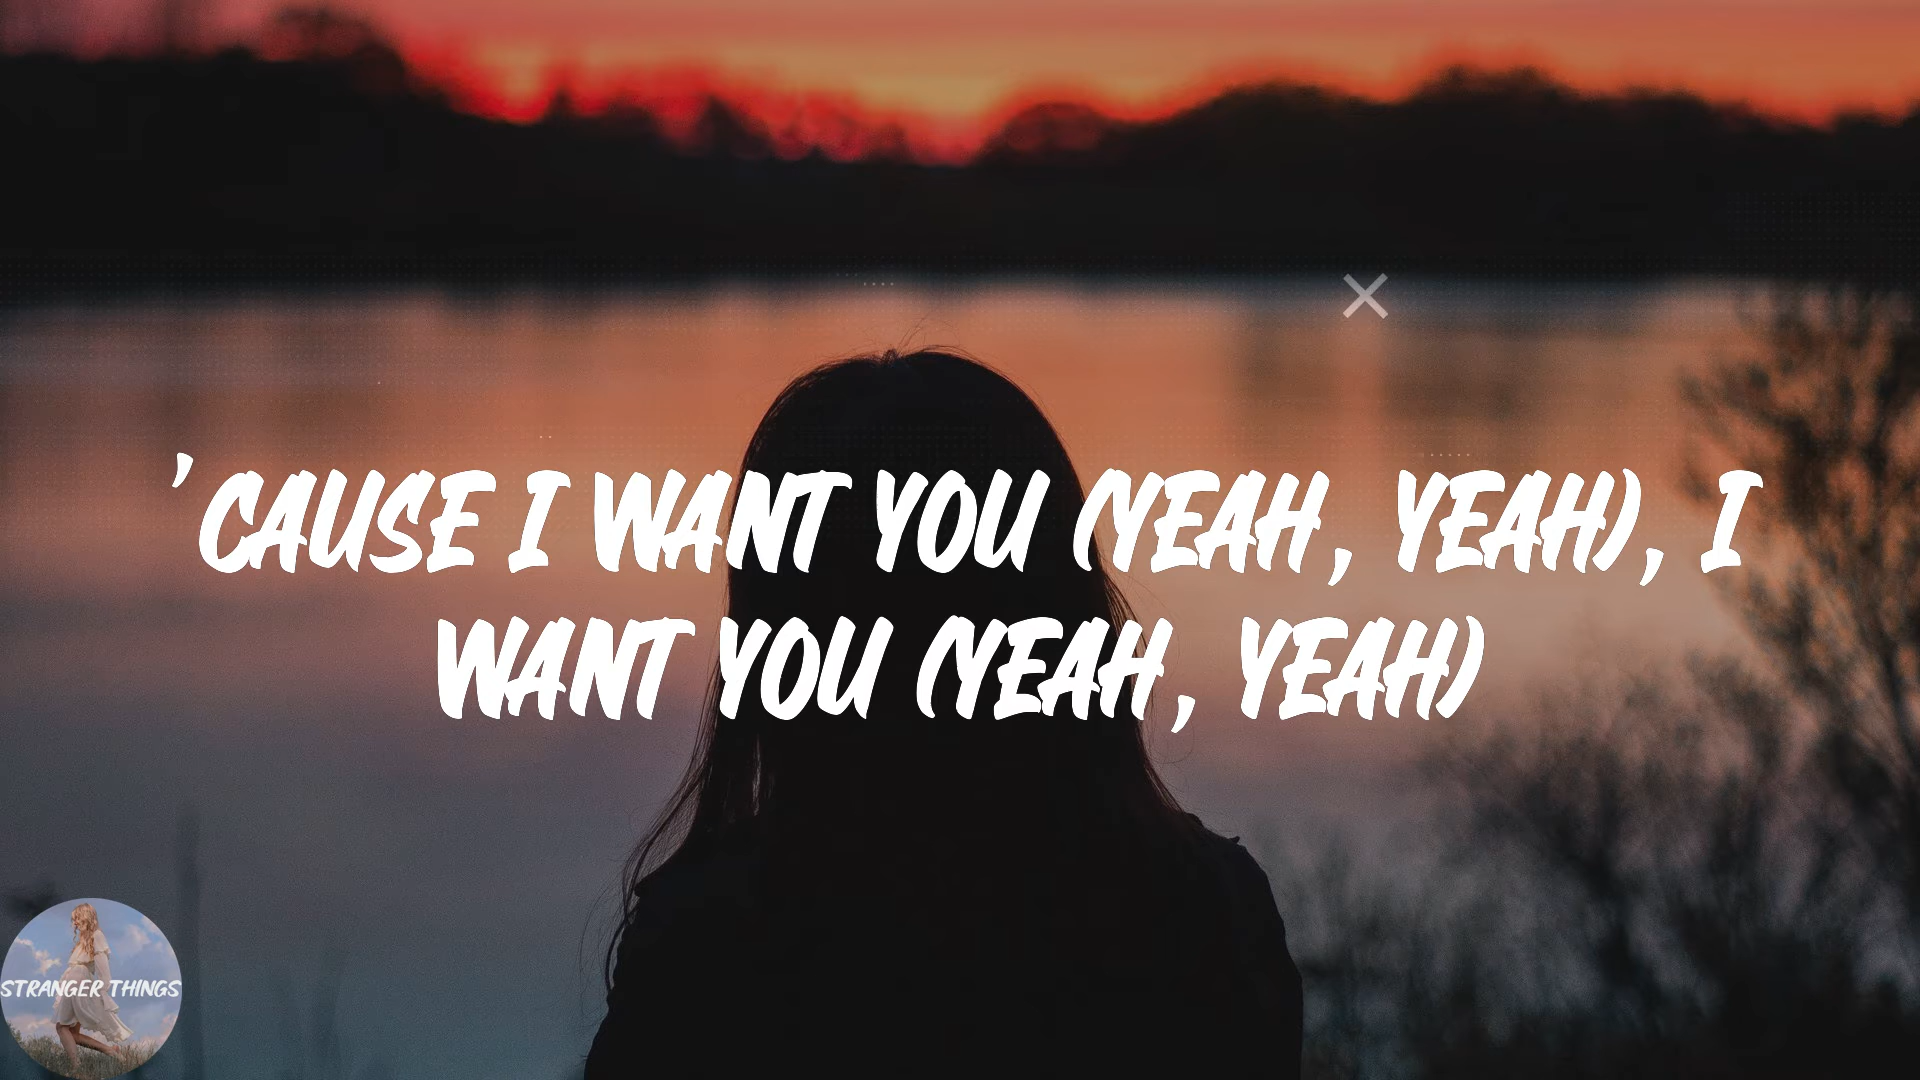 'CAUSE I WANT YOU (YEAH, YEAH), I
WANT YOU (YEAH, YEAH)
STRANGER THINGS